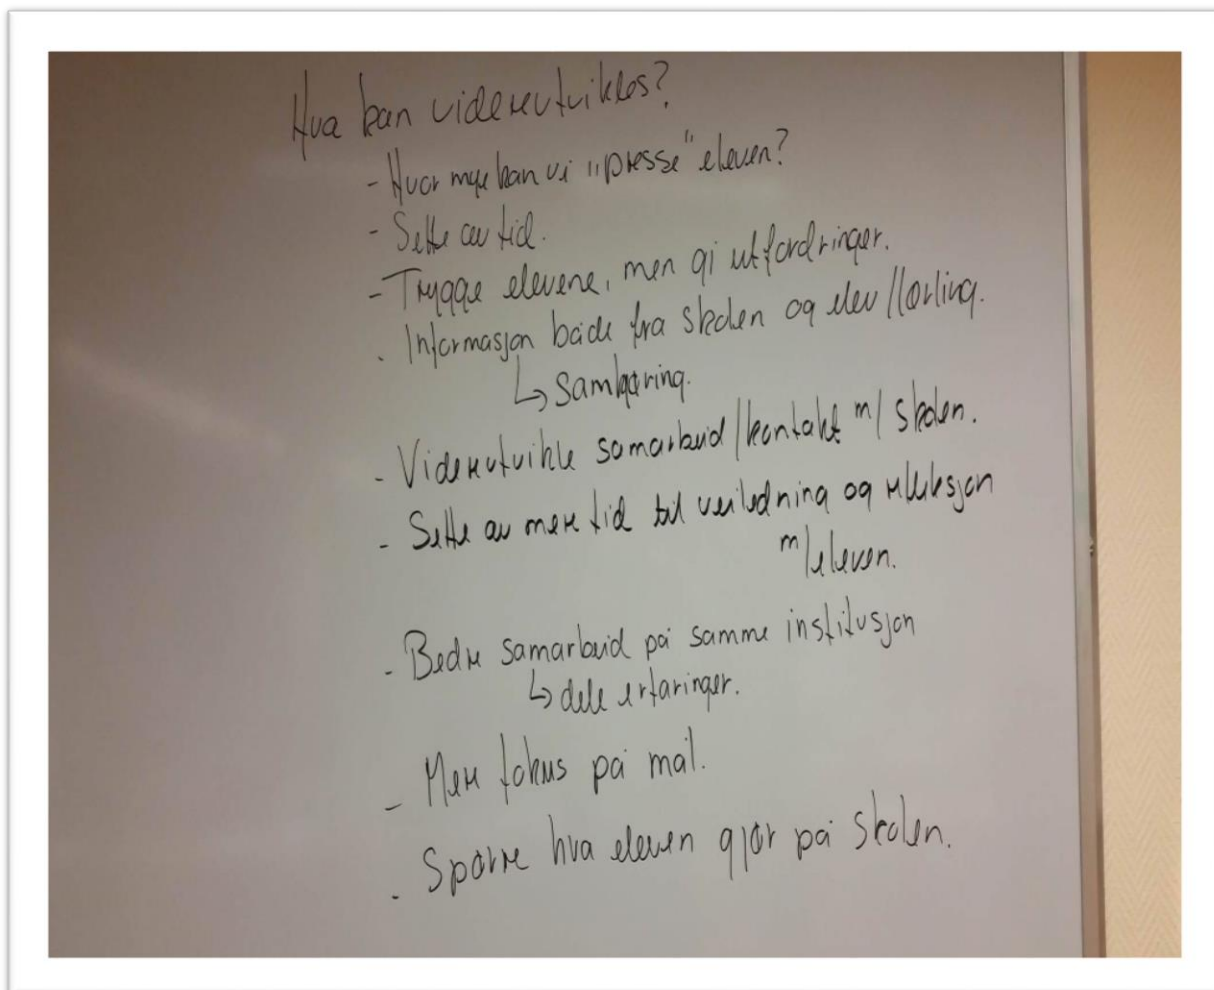 Hva kan videreutvikles?
- Hvor mye kan vi "presse" eleven?
- Sette av tid.
- Trygge elevene, men gi utfordringer.
- Informasjon både fra skolen og elev/lærling.
↳ Samkjøring.
- Videreutvikle samarbeid/kontakt m/ skolen.
- Sette av mere tid til veiledning og refleksjon
m/eleven.
- Bedre samarbeid på samme institusjon
↳ dele erfaringer.
- Mere fokus på mål.
- Spørre hva eleven gjør på skolen.